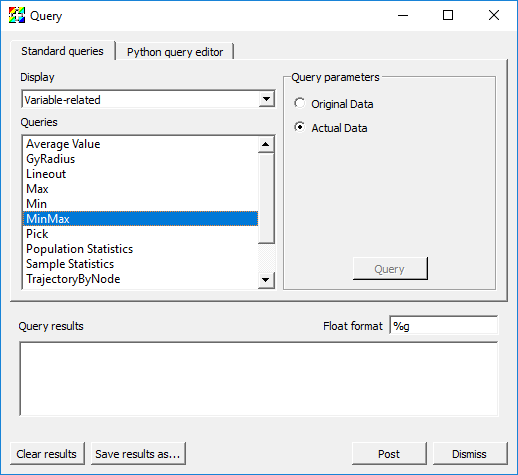 Query
Standard queries
Python query editor
Display
Variable-related
Queries
Average Value
GyRadius
Lineout
Max
Min
MinMax
Pick
Population Statistics
Sample Statistics
TrajectoryByNode
Query parameters
Original Data
Actual Data
Query
Query results
Float format %g
Clear results
Save results as...
Post
Dismiss